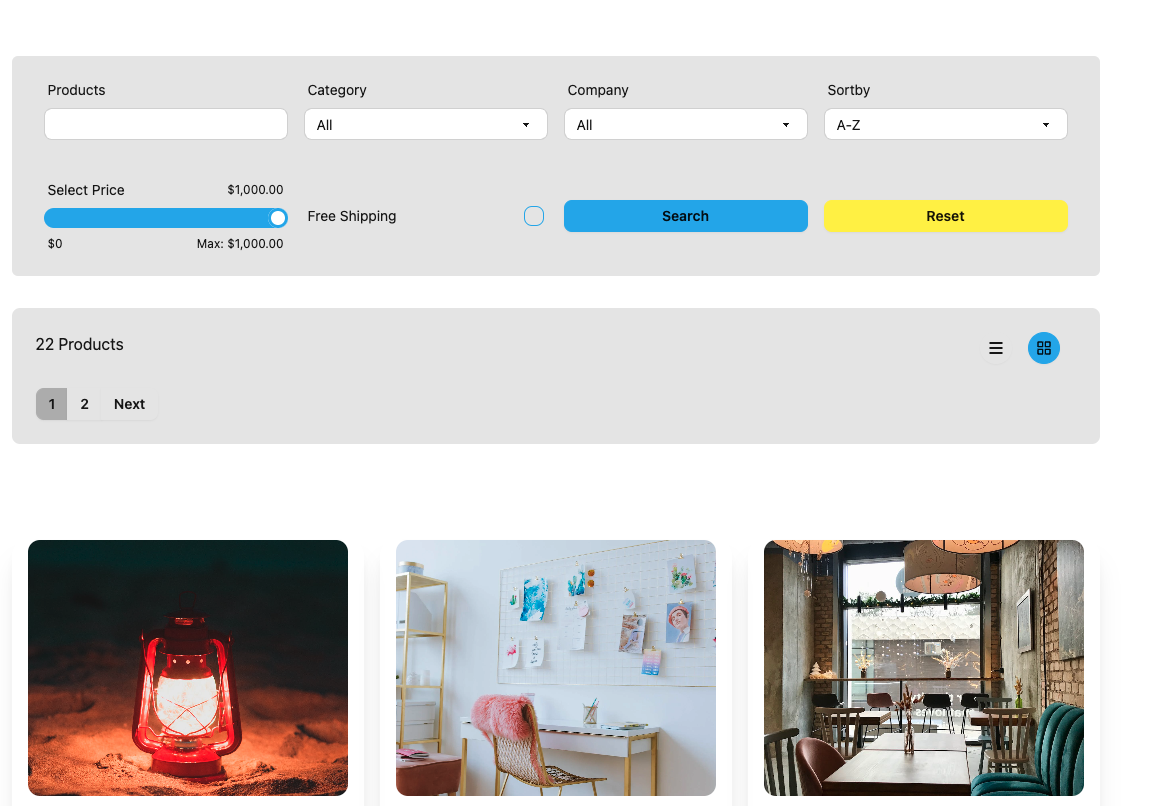 Products Category Company Sortby
All All A-Z
Select Price $1,000.00
Free Shipping Search Reset
$0 Max: $1,000.00
22 Products
1 2 Next